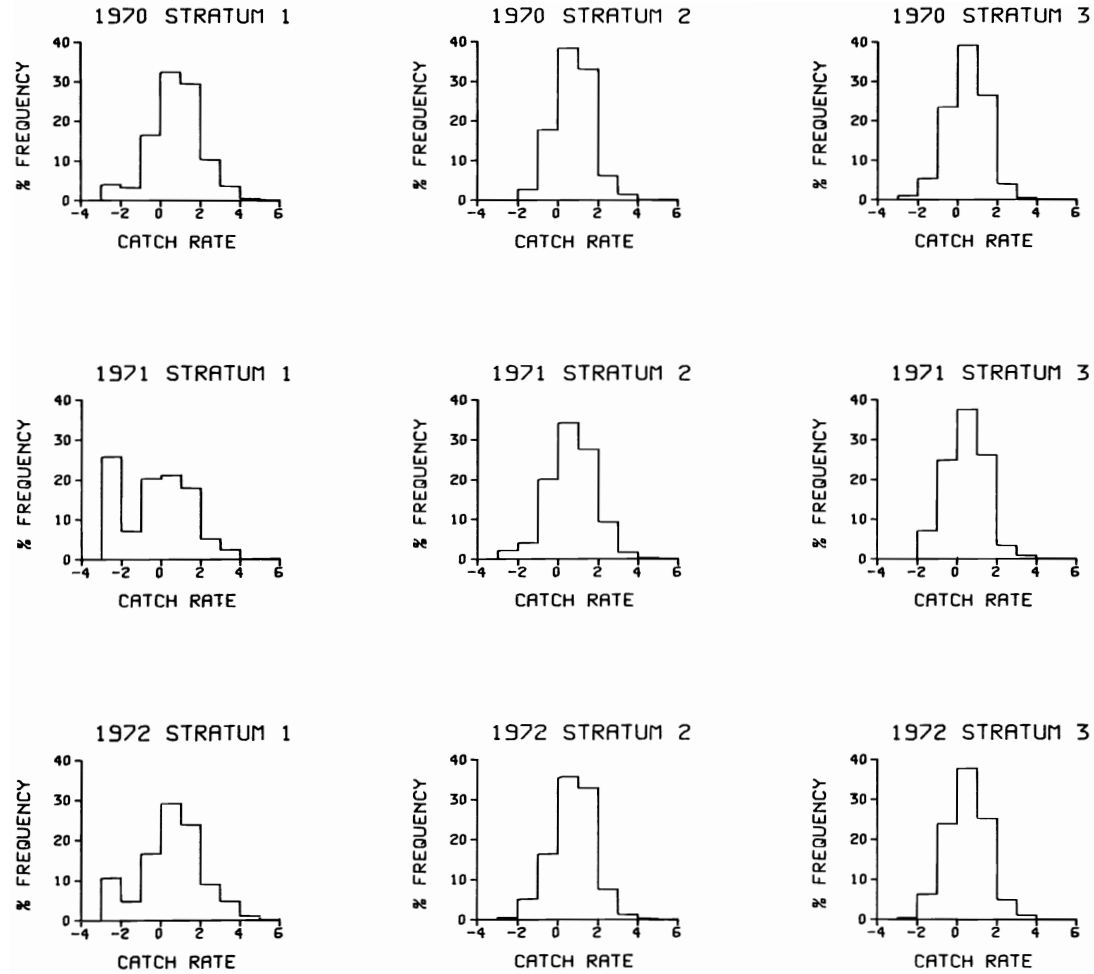 1970 STRATUM 1
40
30
20
10
0
% FREQUENCY
-4 -2 0 2 4 6
CATCH RATE
1970 STRATUM 2
40
30
20
10
0
% FREQUENCY
-4 -2 0 2 4 6
CATCH RATE
1970 STRATUM 3
40
30
20
10
0
% FREQUENCY
-4 -2 0 2 4 6
CATCH RATE
1971 STRATUM 1
40
30
20
10
0
% FREQUENCY
-4 -2 0 2 4 6
CATCH RATE
1971 STRATUM 2
40
30
20
10
0
% FREQUENCY
-4 -2 0 2 4 6
CATCH RATE
1971 STRATUM 3
40
30
20
10
0
% FREQUENCY
-4 -2 0 2 4 6
CATCH RATE
1972 STRATUM 1
40
30
20
10
0
% FREQUENCY
-4 -2 0 2 4 6
CATCH RATE
1972 STRATUM 2
40
30
20
10
0
% FREQUENCY
-4 -2 0 2 4 6
CATCH RATE
1972 STRATUM 3
40
30
20
10
0
% FREQUENCY
-4 -2 0 2 4 6
CATCH RATE